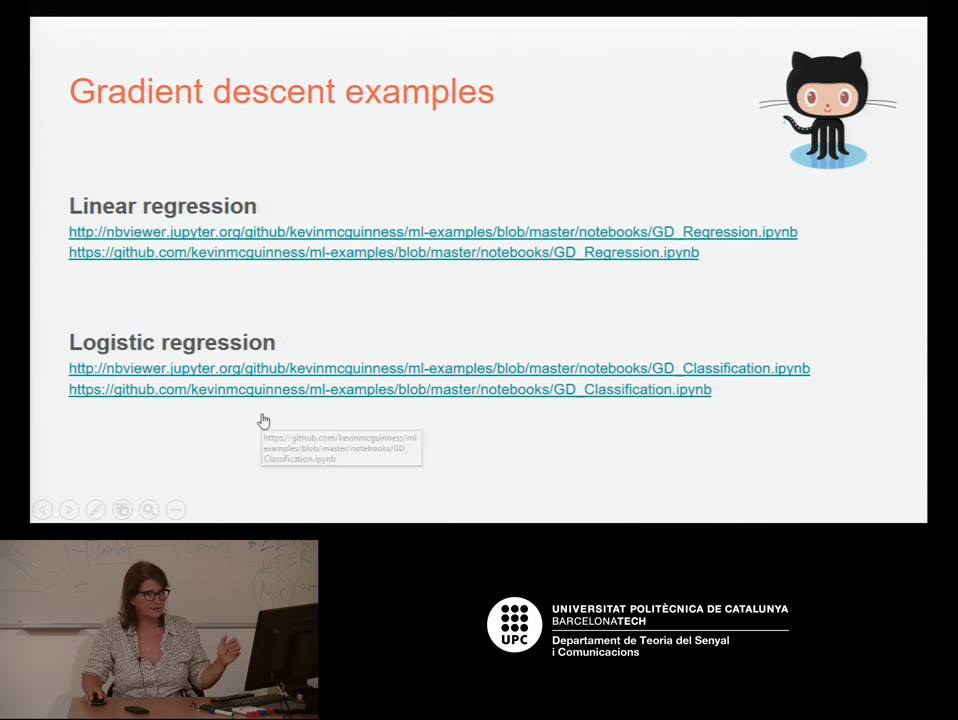 Gradient descent examples
Linear regression
http://nbviewer.jupyter.org/github/kevinmcguinness/ml-examples/blob/master/notebooks/GD_Regression.ipynb
https://github.com/kevinmcguinness/ml-examples/blob/master/notebooks/GD_Regression.ipynb
Logistic regression
http://nbviewer.jupyter.org/github/kevinmcguinness/ml-examples/blob/master/notebooks/GD_Classification.ipynb
https://github.com/kevinmcguinness/ml-examples/blob/master/notebooks/GD_Classification.ipynb
https://github.com/kevinmcguinness/ml-
examples/blob/master/notebooks/GD_
Classification.ipynb
UPC
UNIVERSITAT POLITÈCNICA DE CATALUNYA
BARCELONATECH
Departament de Teoria del Senyal
i Comunicacions